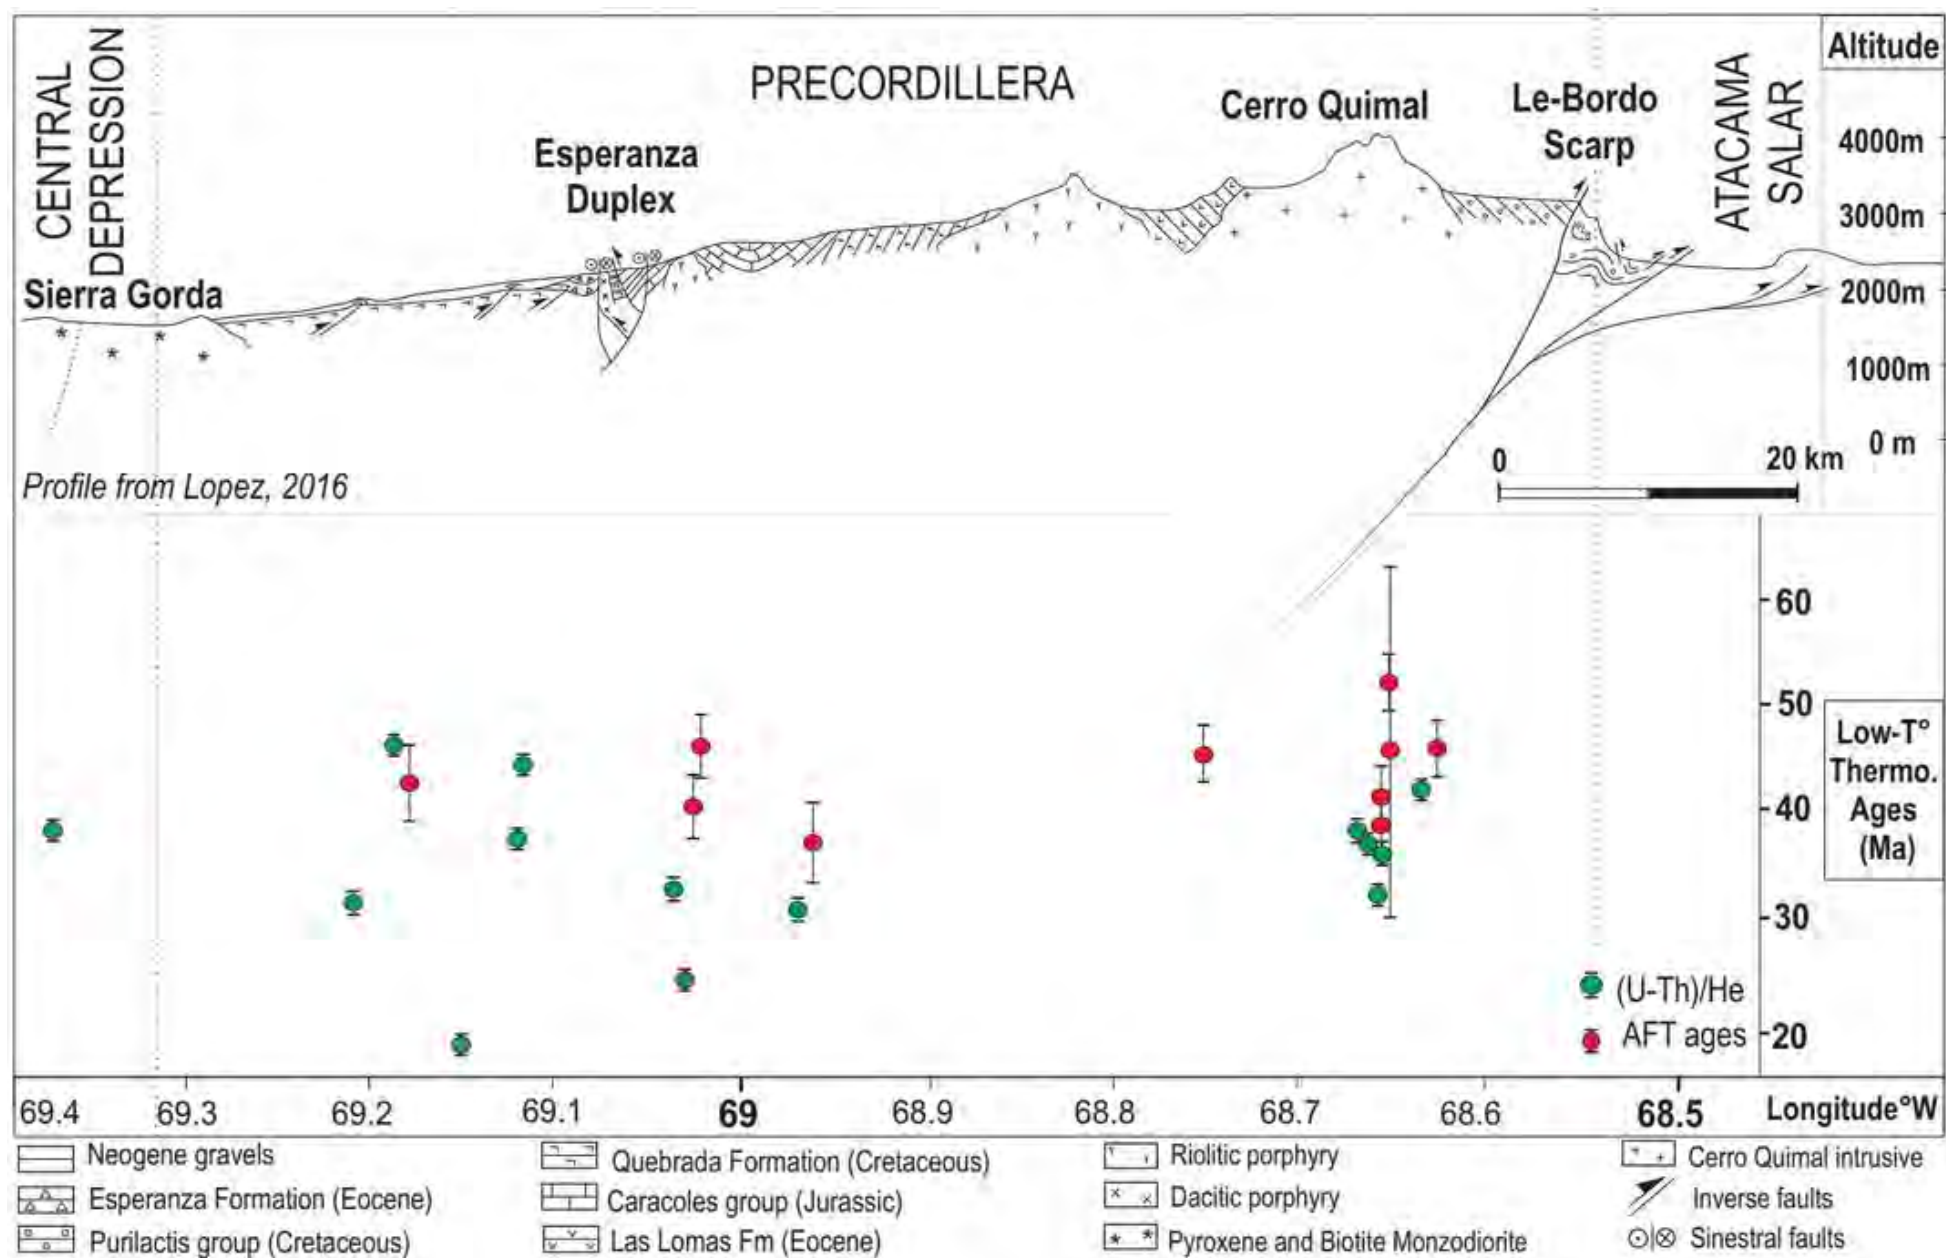 CENTRAL
DEPRESSION
PRECORDILLERA
Esperanza
Duplex
Cerro Quimal
Le-Bordo
Scarp
ATACAMA
SALAR
Altitude
4000m
3000m
2000m
1000m
0 m
Sierra Gorda
0 20 km
Profile from Lopez, 2016
60
50
40
30
20
Low-T°
Thermo.
Ages
(Ma)
(U-Th)/He
AFT ages
69.4 69.3 69.2 69.1 69 68.9 68.8 68.7 68.6 68.5 Longitude°W
Neogene gravels
Esperanza Formation (Eocene)
Purilactis group (Cretaceous)
Quebrada Formation (Cretaceous)
Caracoles group (Jurassic)
Las Lomas Fm (Eocene)
Riolitic porphyry
Dacitic porphyry
Pyroxene and Biotite Monzodiorite
Cerro Quimal intrusive
Inverse faults
Sinestral faults